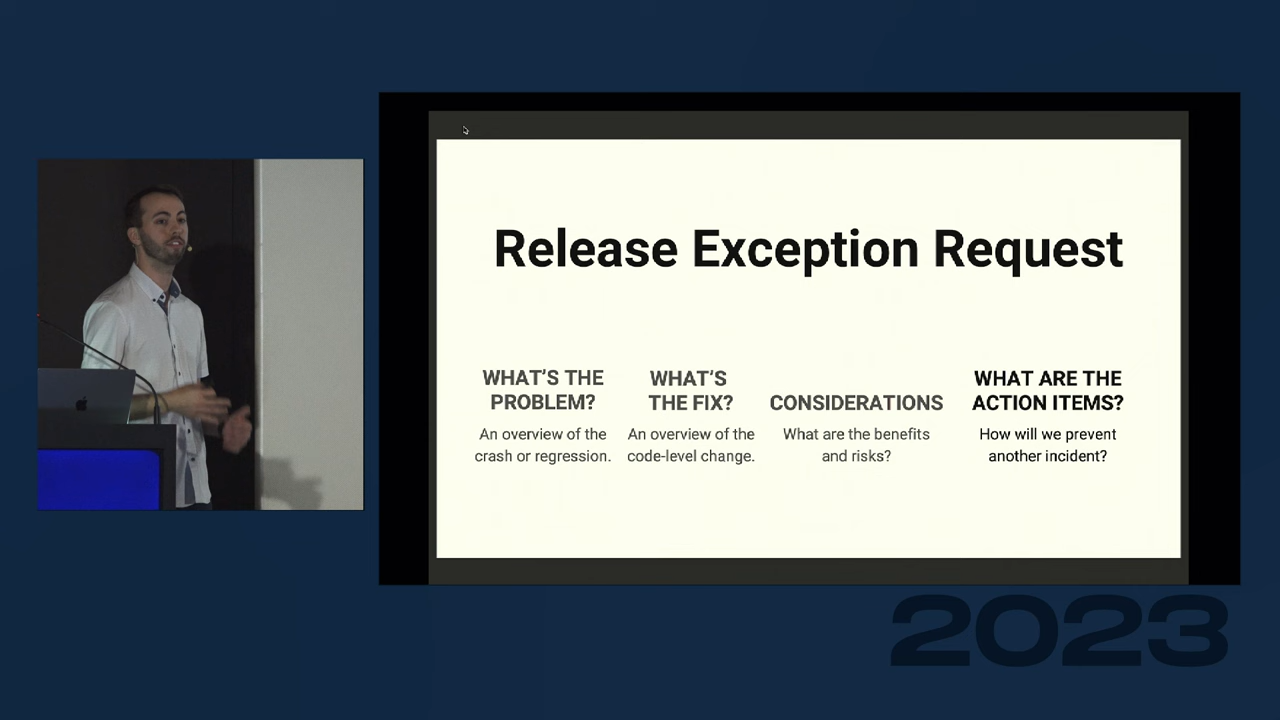 Release Exception Request
WHAT'S THE
PROBLEM?
An overview of the
crash or regression.
WHAT'S
THE FIX?
An overview of the
code-level change.
CONSIDERATIONS
What are the benefits
and risks?
WHAT ARE THE
ACTION ITEMS?
How will we prevent
another incident?
2023